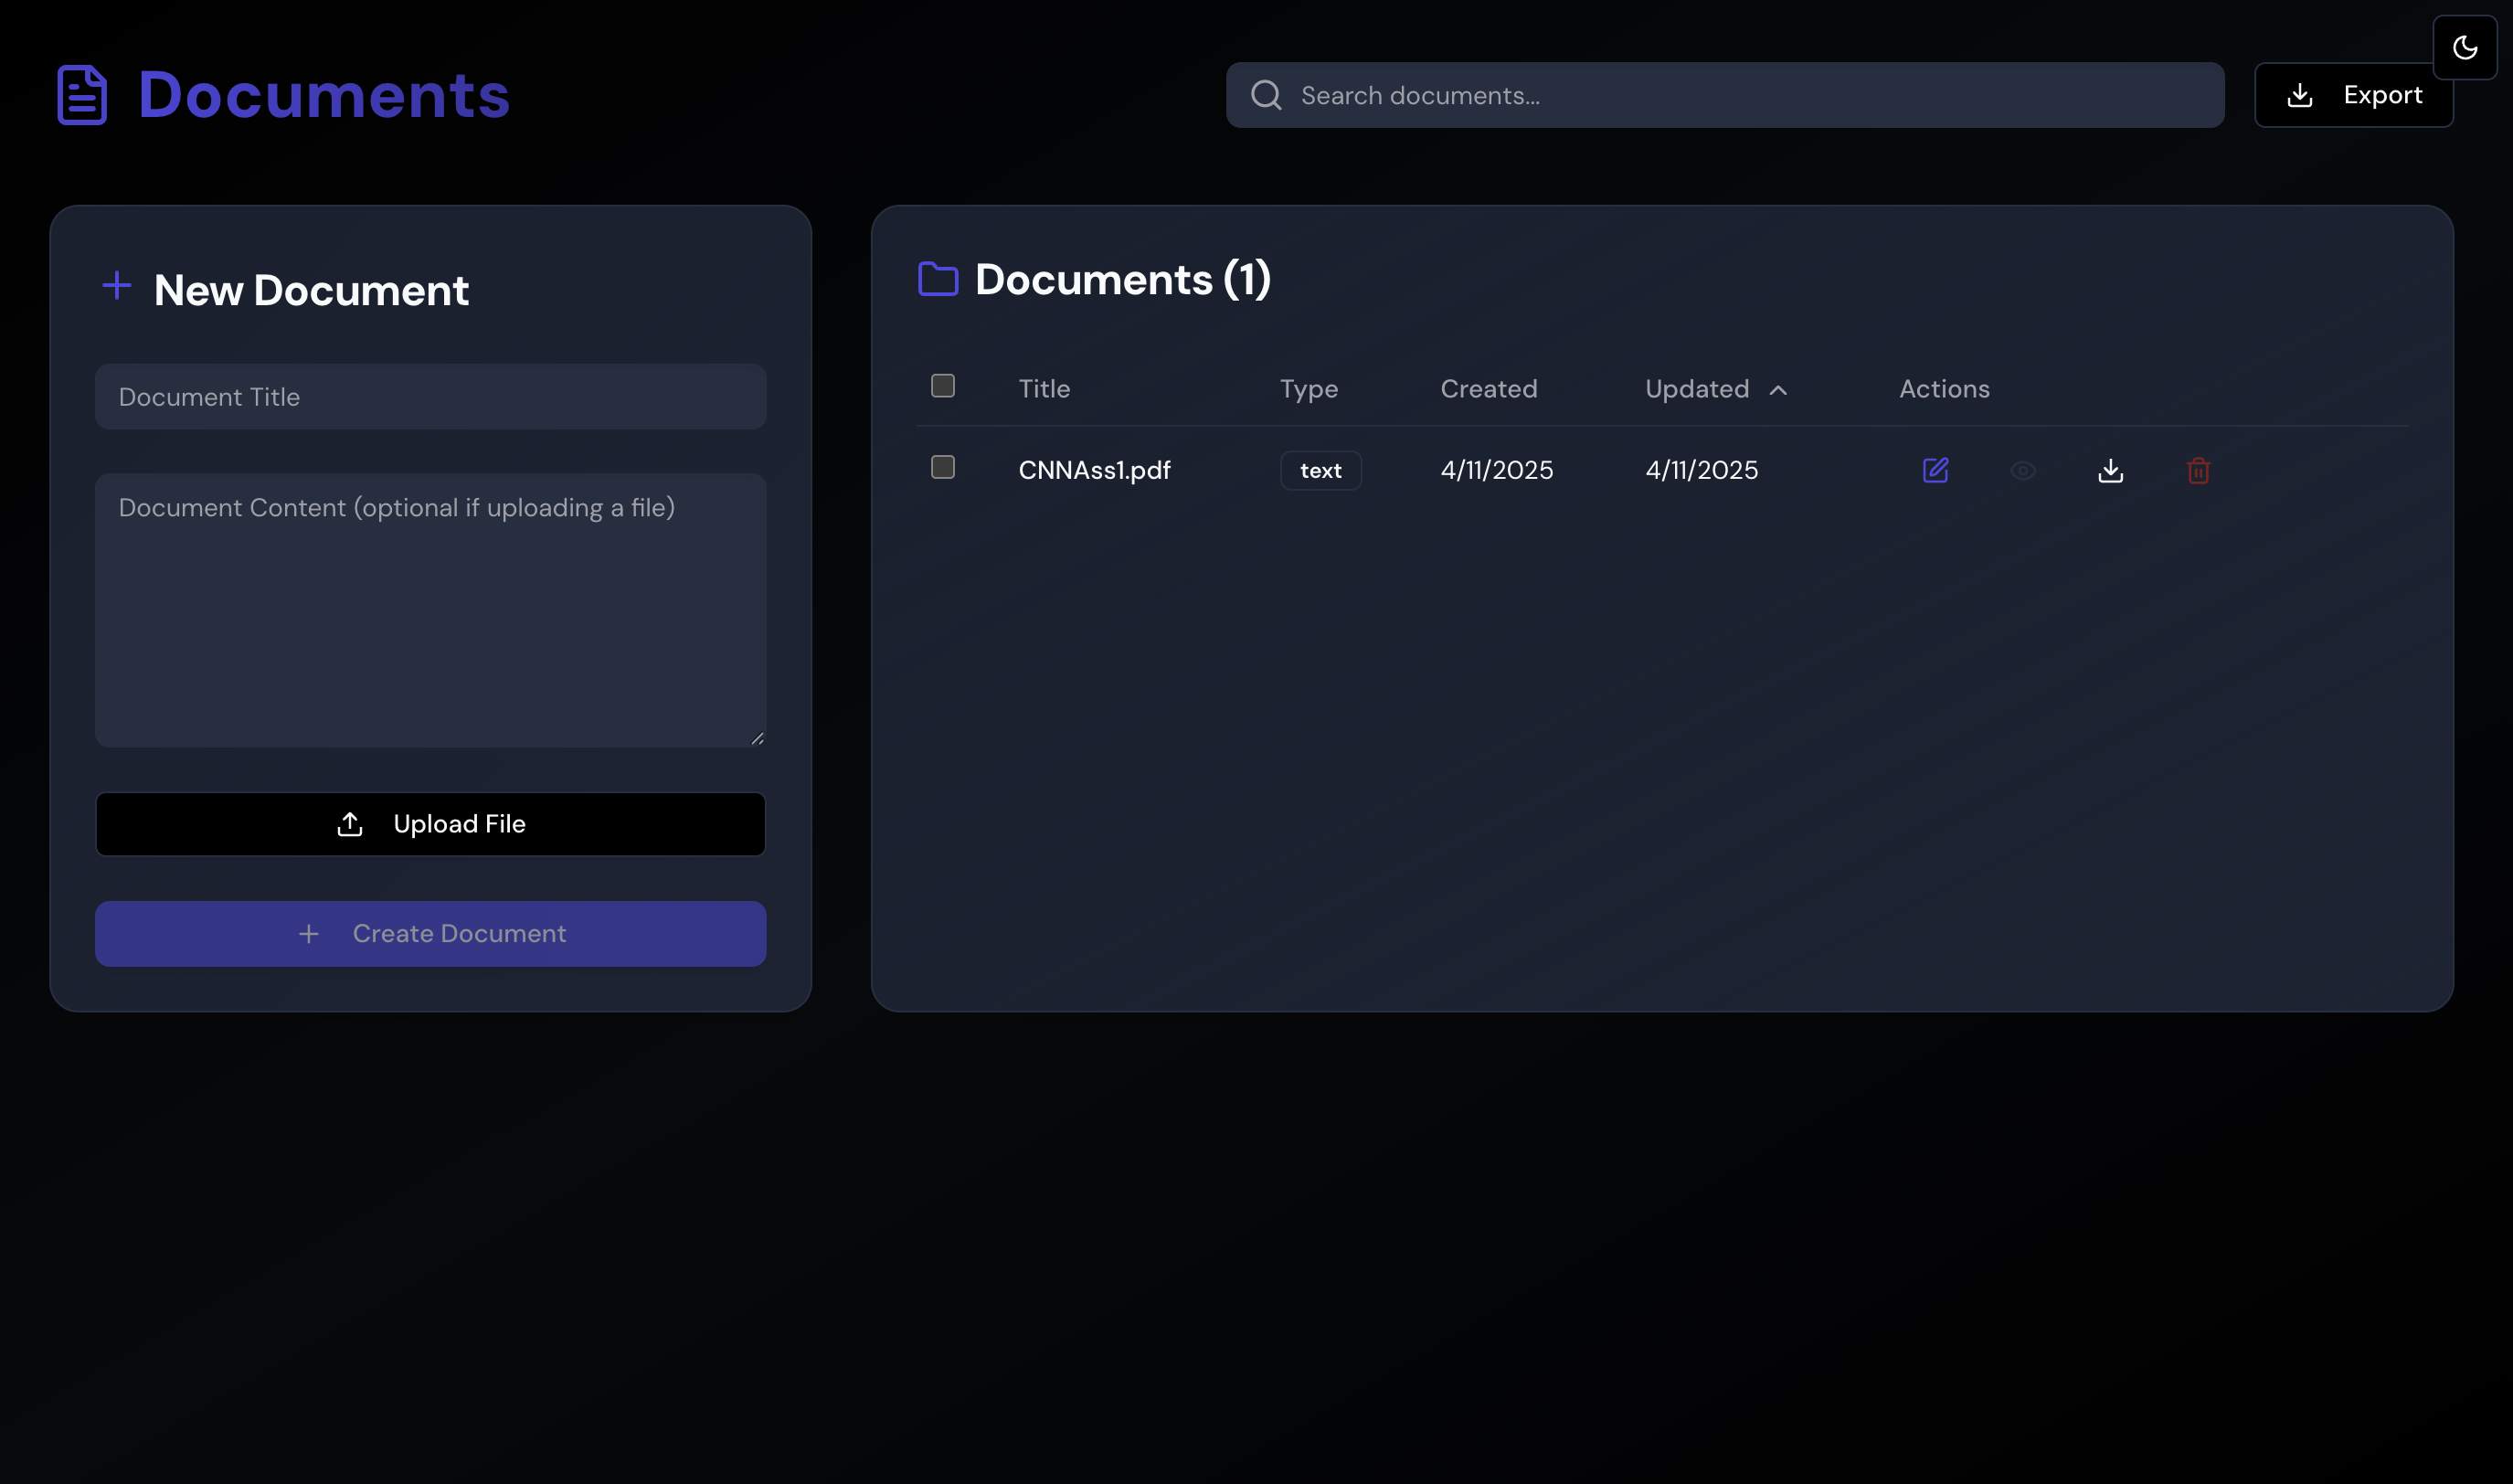 Documents
Search documents...
Export
New Document
Document Title
Document Content (optional if uploading a file)
Upload File
Create Document
Documents (1)
Title Type Created Updated Actions
CNNAss1.pdf text 4/11/2025 4/11/2025